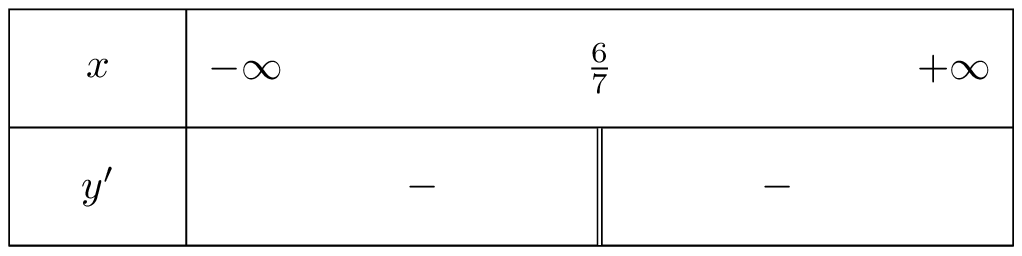 x −∞ 6/7 +∞
y′ − −